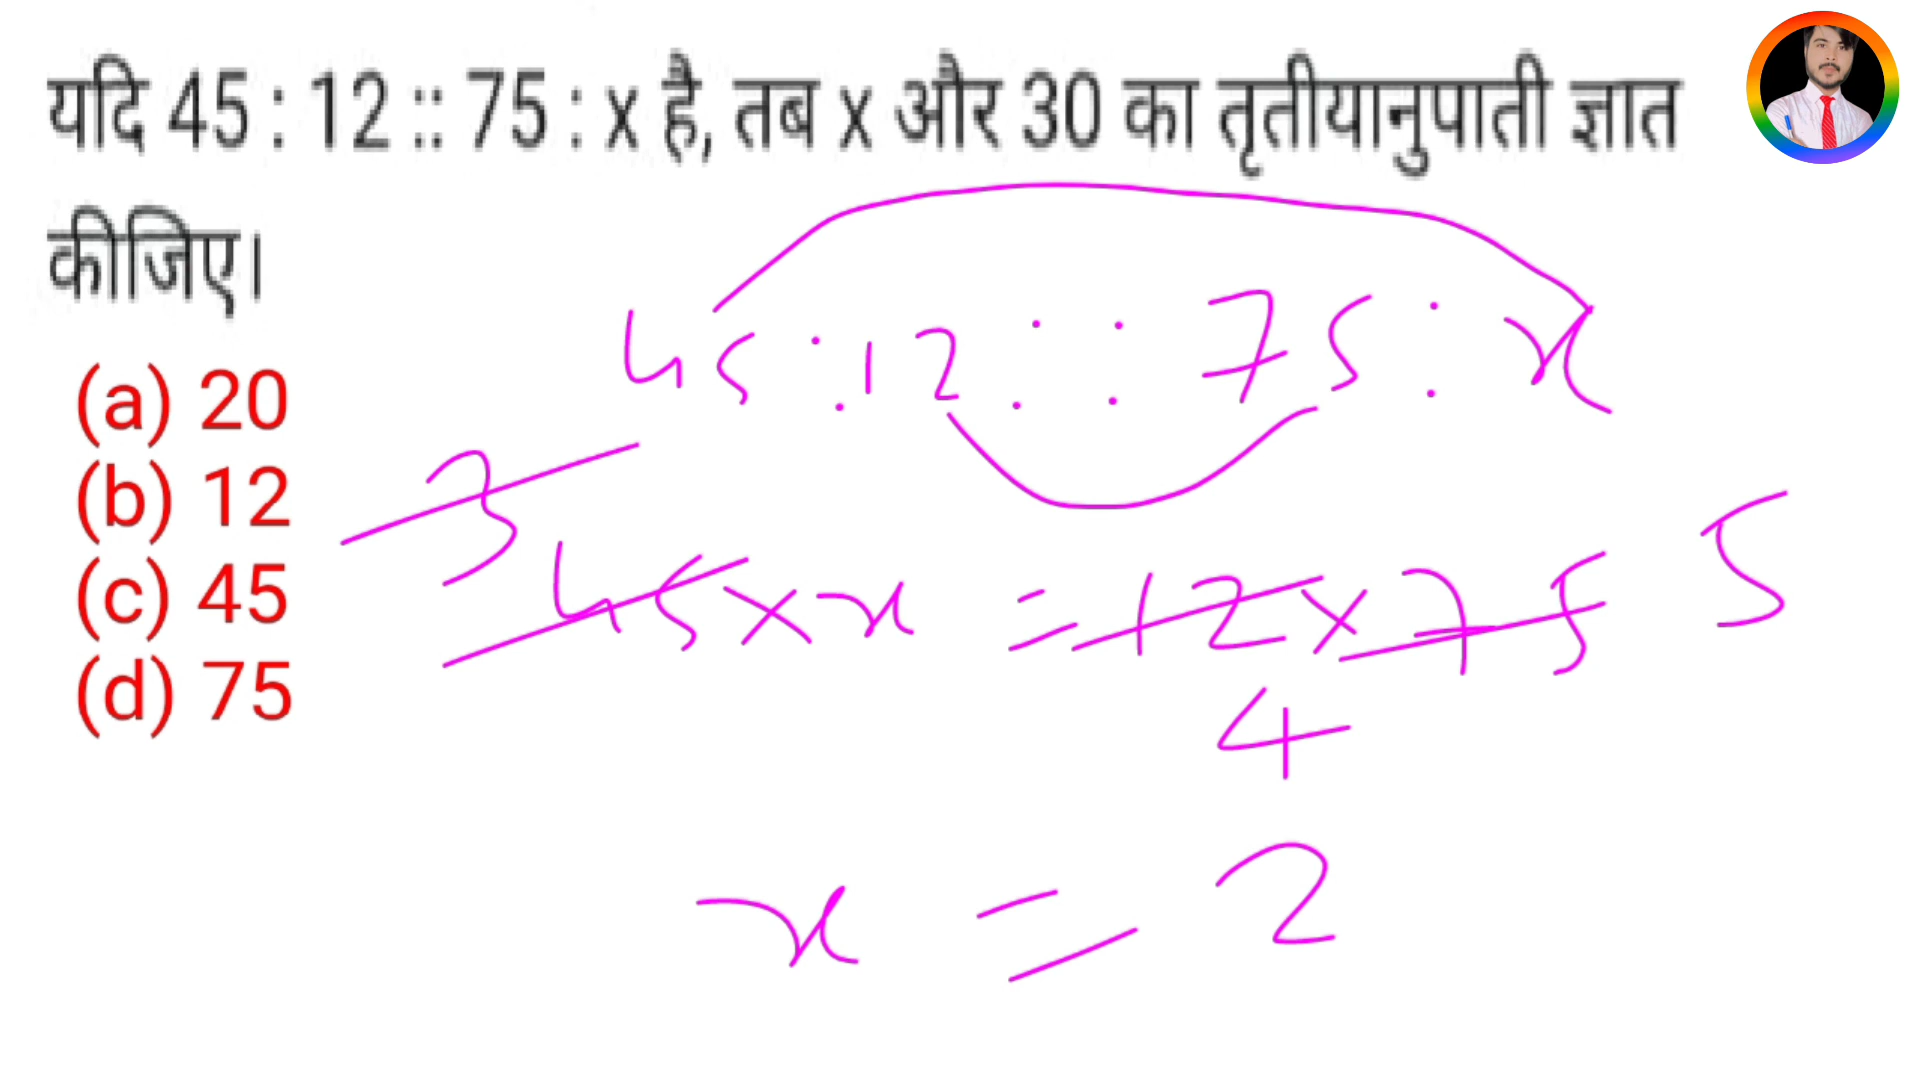 यदि 45 : 12 :: 75 : x है, तब x और 30 का तृतीयानुपाती ज्ञात
कीजिए।
45 : 12 :: 75 : x
(a) 20
(b) 12
(c) 45
(d) 75
3
45 × x = 12 × 75 5
4
x = 2